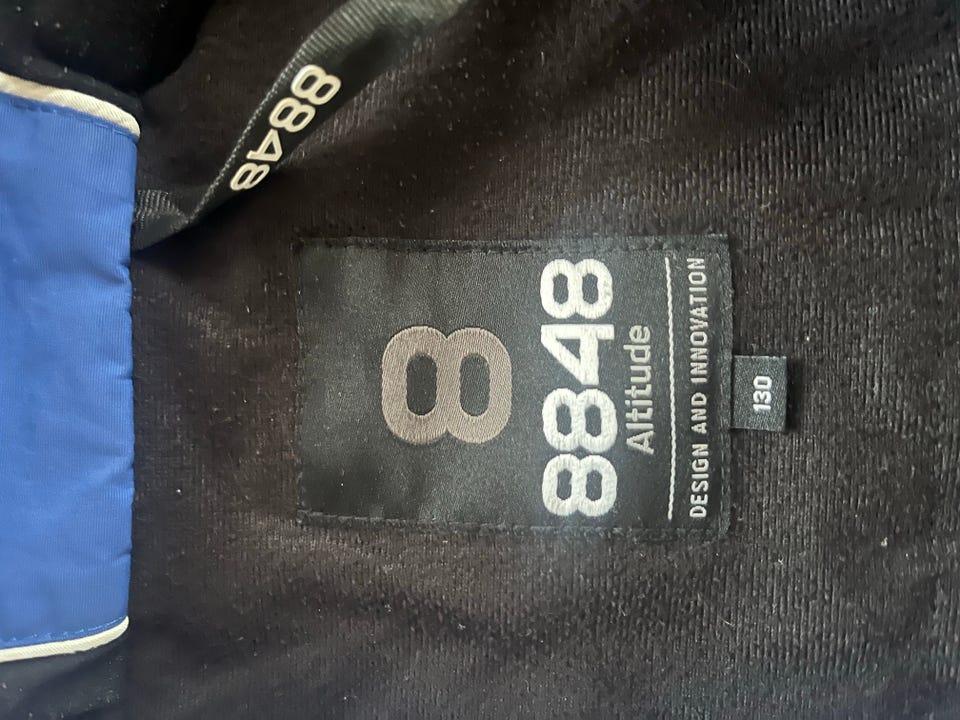 8848
8
8848
Altitude
DESIGN AND INNOVATION
130